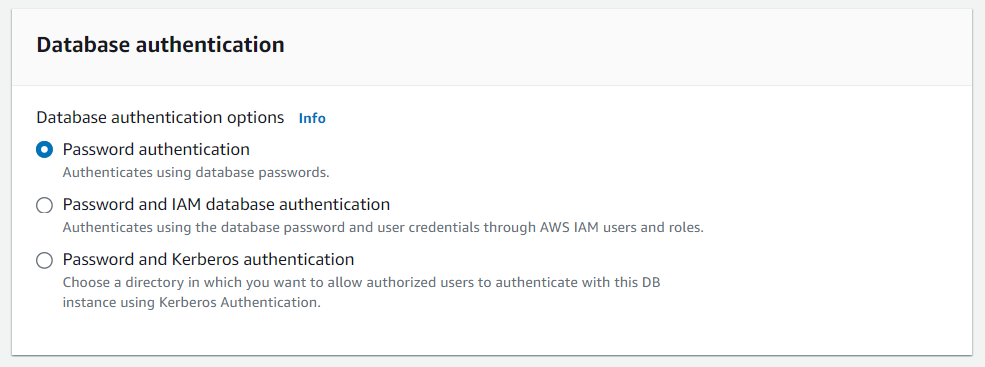 Database authentication
Database authentication options Info
Password authentication
Authenticates using database passwords.
Password and IAM database authentication
Authenticates using the database password and user credentials through AWS IAM users and roles.
Password and Kerberos authentication
Choose a directory in which you want to allow authorized users to authenticate with this DB
instance using Kerberos Authentication.